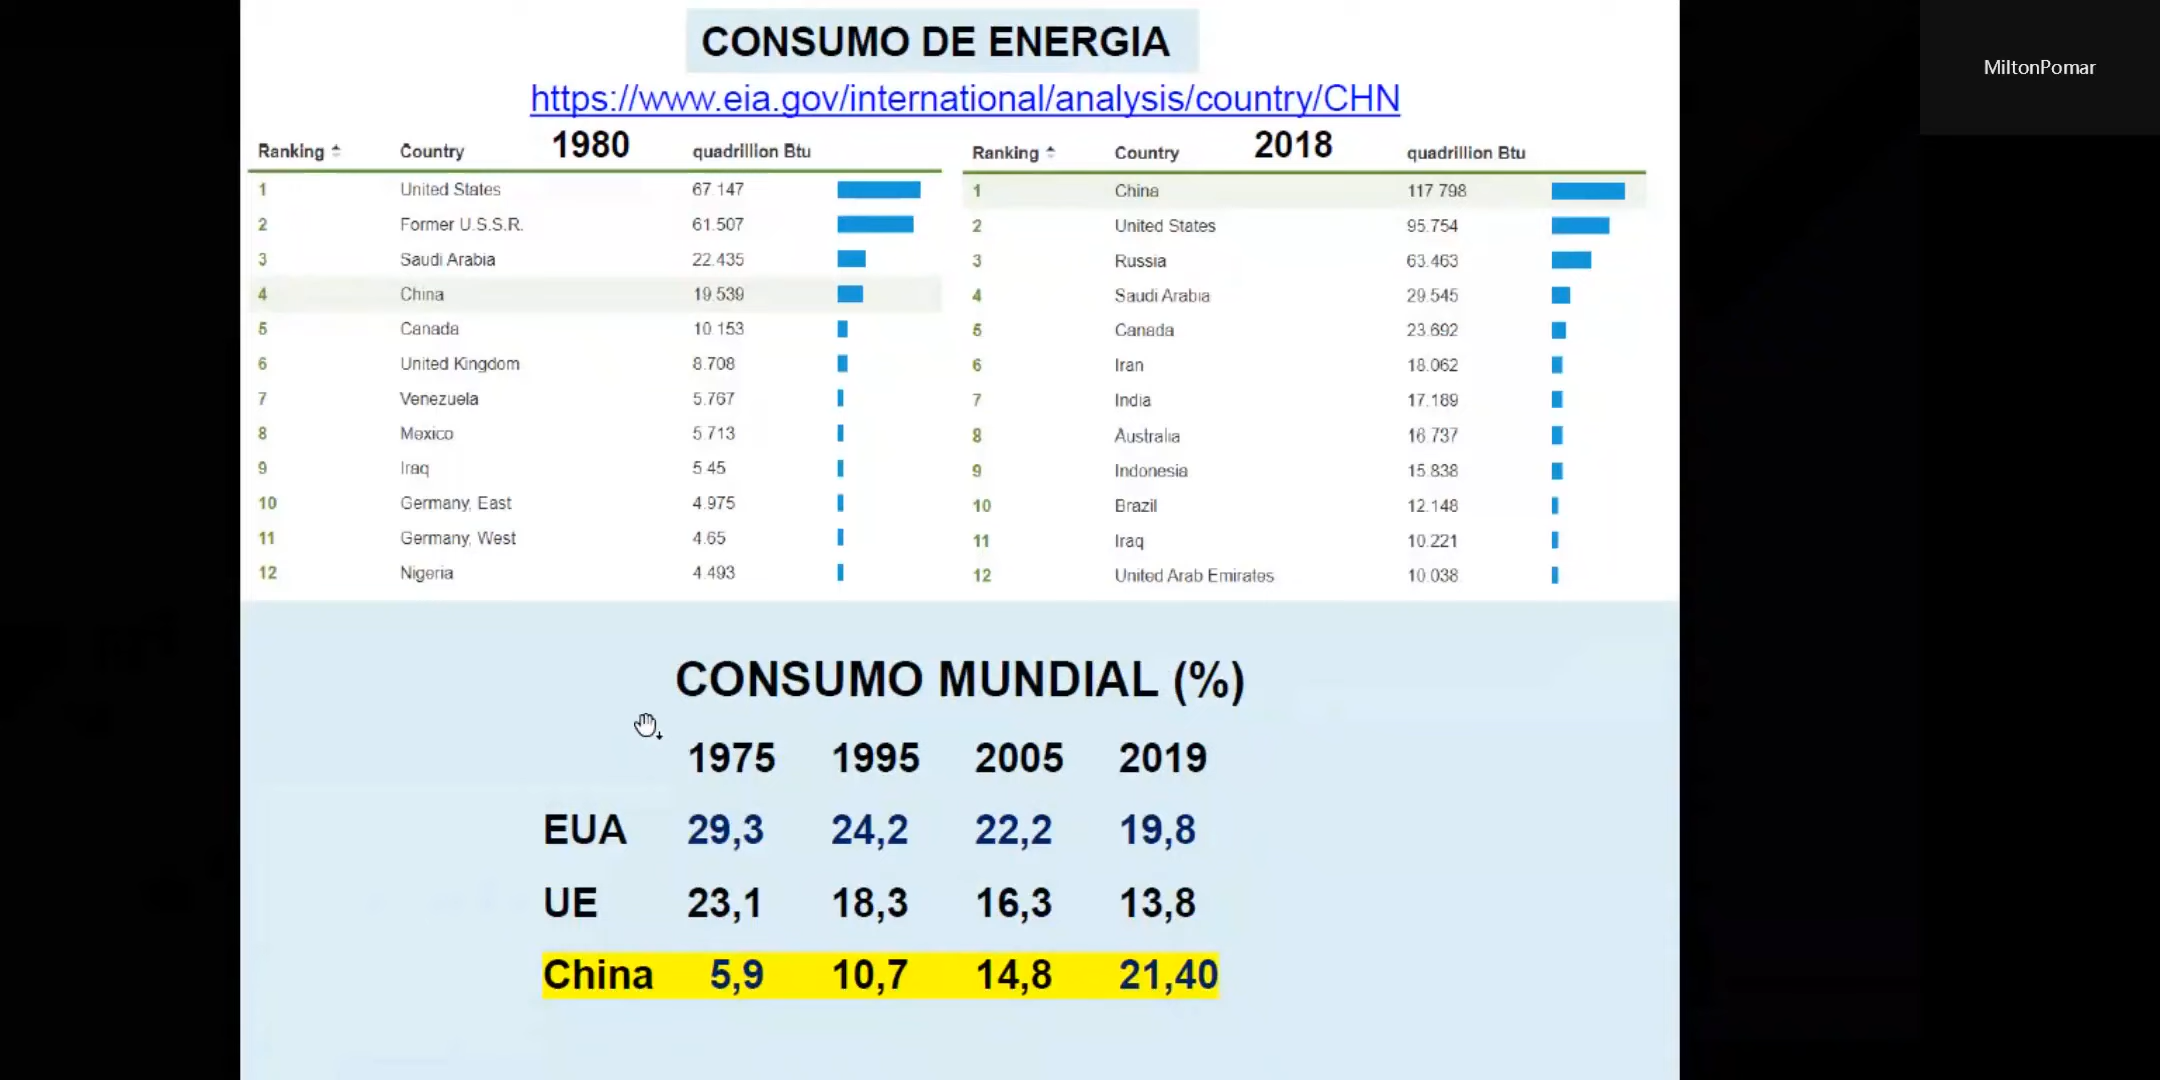 CONSUMO DE ENERGIA
https://www.eia.gov/international/analysis/country/CHN
MiltonPomar
Ranking Country 1980 quadrillion Btu
1 United States 67 147
2 Former U.S.S.R. 61.507
3 Saudi Arabia 22.435
4 China 19 539
5 Canada 10 153
6 United Kingdom 8.708
7 Venezuela 5.767
8 Mexico 5 713
9 Iraq 5 45
10 Germany, East 4.975
11 Germany, West 4.65
12 Nigeria 4.493
Ranking Country 2018 quadrillion Btu
1 China 117 798
2 United States 95.754
3 Russia 63.463
4 Saudi Arabia 29.545
5 Canada 23.692
6 Iran 18.062
7 India 17.189
8 Australia 16.737
9 Indonesia 15.838
10 Brazil 12.148
11 Iraq 10.221
12 United Arab Emirates 10 038
CONSUMO MUNDIAL (%)
1975 1995 2005 2019
EUA 29,3 24,2 22,2 19,8
UE 23,1 18,3 16,3 13,8
China 5,9 10,7 14,8 21,40